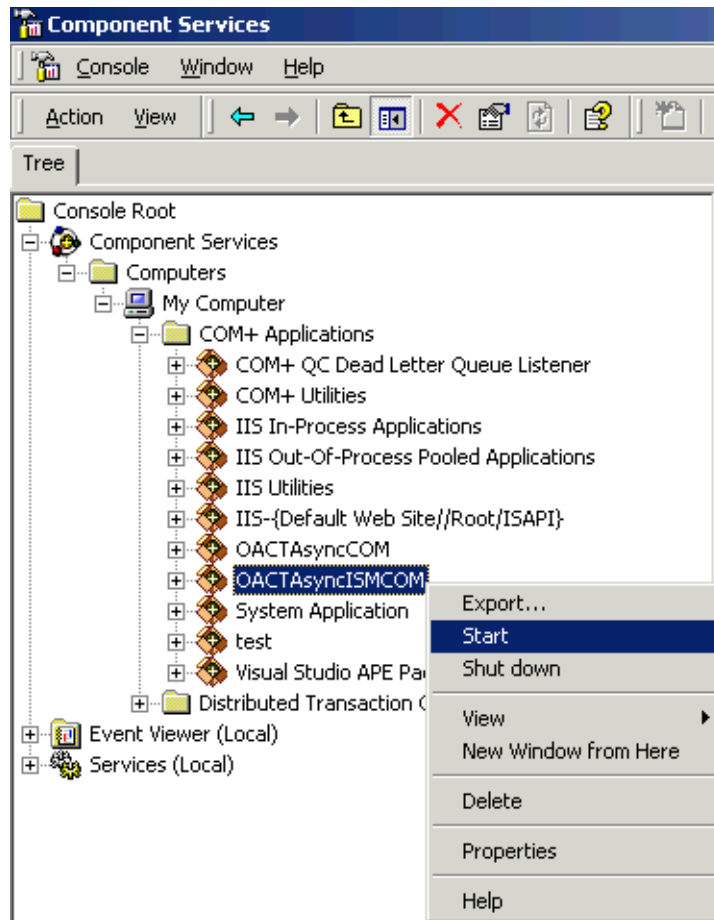 Component Services
Console Window Help
Action View
Tree
Console Root
Component Services
Computers
My Computer
COM+ Applications
COM+ QC Dead Letter Queue Listener
COM+ Utilities
IIS In-Process Applications
IIS Out-Of-Process Pooled Applications
IIS Utilities
IIS-{Default Web Site//Root/ISAPI}
OACTAsyncCOM
OACTAsyncISMCOM
System Application
test
Visual Studio APE Pa
Distributed Transaction
Event Viewer (Local)
Services (Local)
Export...
Start
Shut down
View
New Window from Here
Delete
Properties
Help